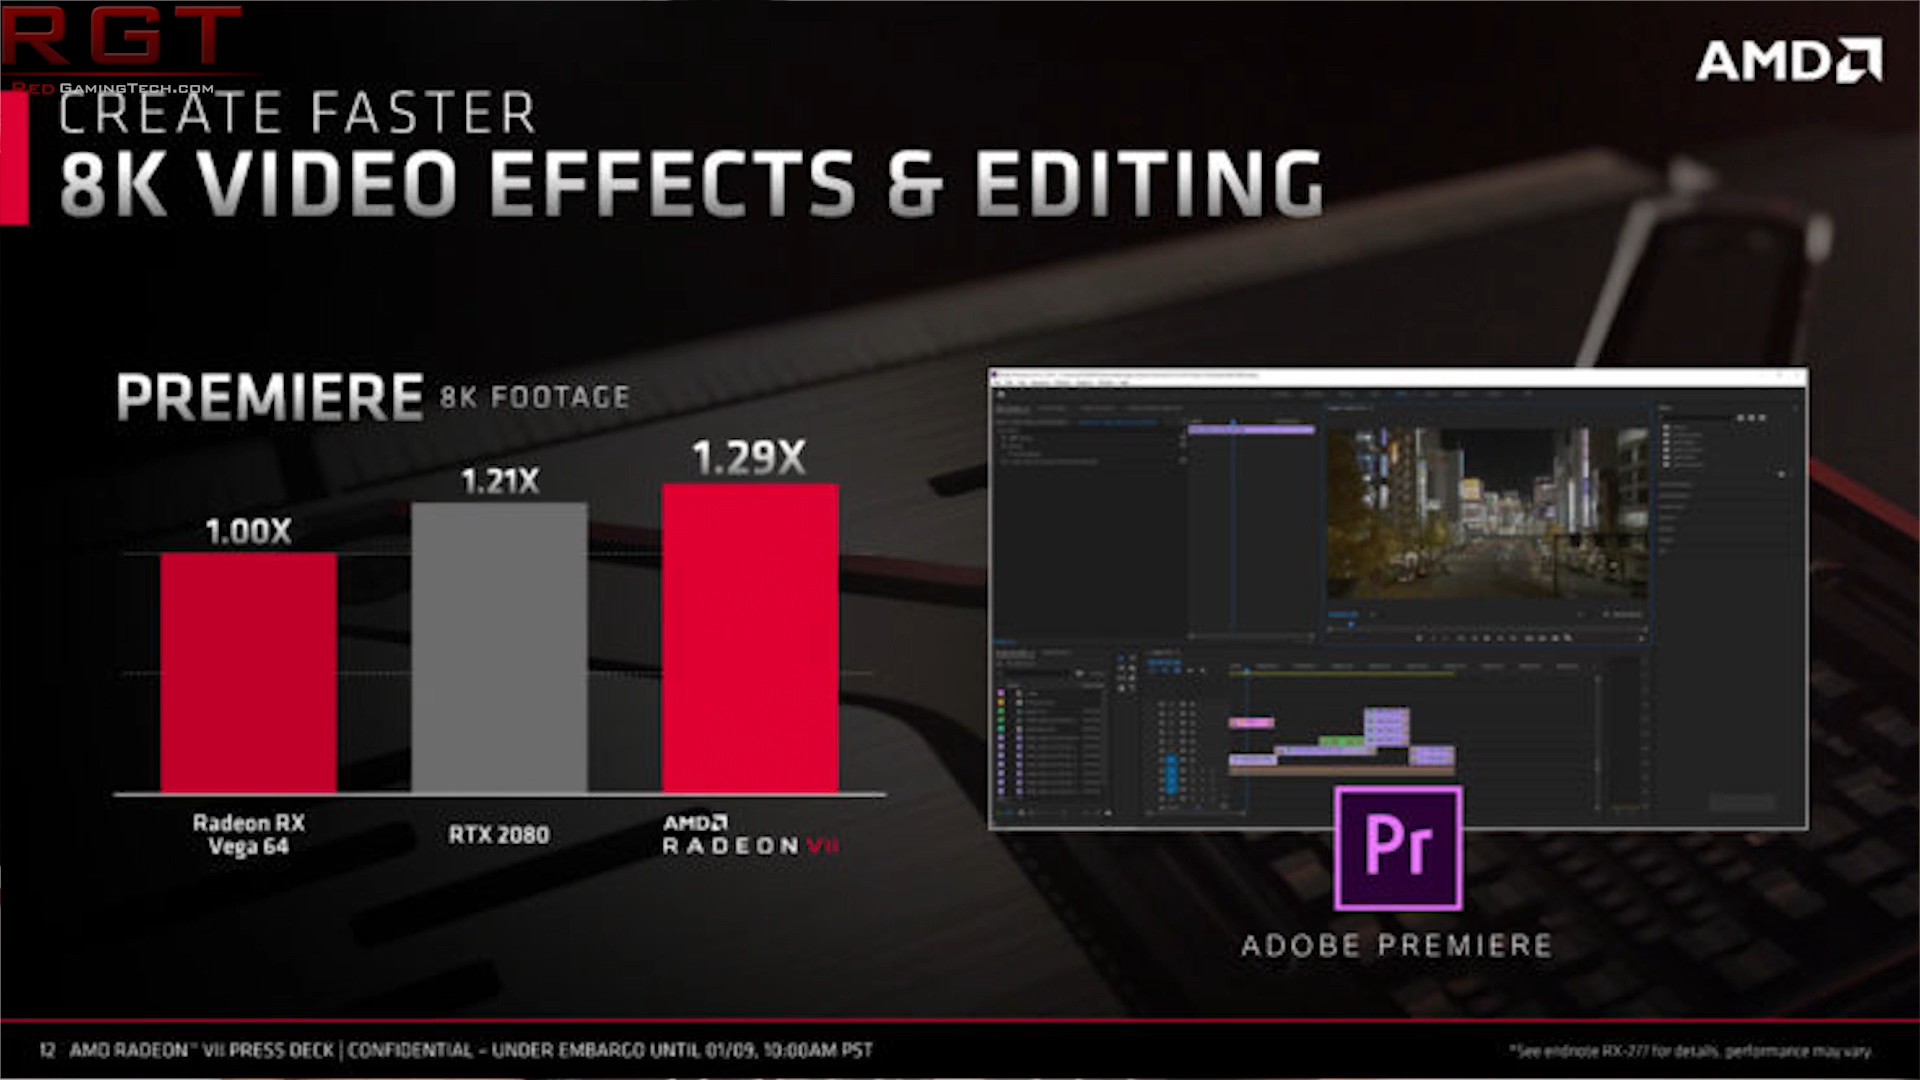 RGT
REDGAMINGTECH.COM
AMD
CREATE FASTER
8K VIDEO EFFECTS & EDITING
PREMIERE 8K FOOTAGE
1.00X
1.21X
1.29X
Radeon RX
Vega 64
RTX 2080
AMD
RADEON VII
Pr
ADOBE PREMIERE
12 AMD RADEON™ VII PRESS DECK | CONFIDENTIAL – UNDER EMBARGO UNTIL 01/09, 10:00AM PST
*See endnote RX-277 for details, performance may vary.